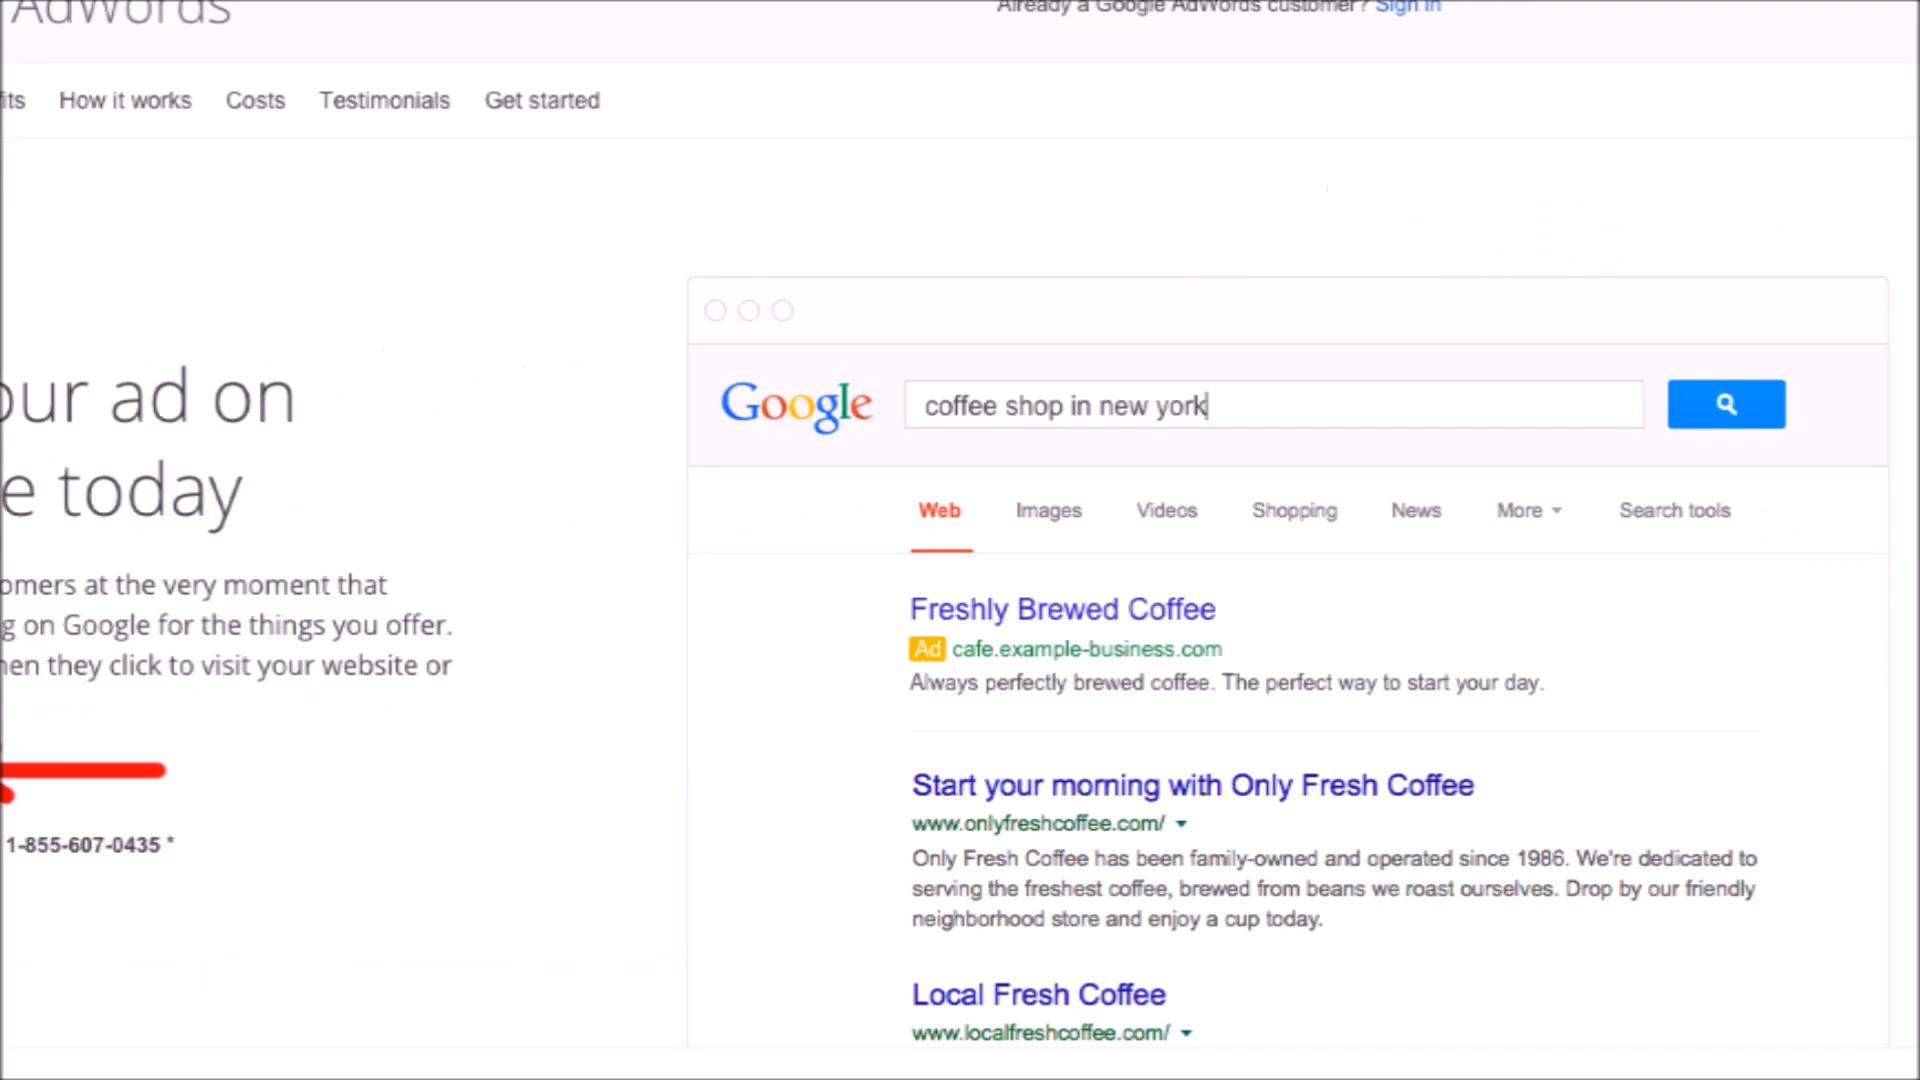 AdWords
Already a Google AdWords customer? Sign in
fits How it works Costs Testimonials Get started
our ad on
e today
omers at the very moment that
g on Google for the things you offer.
hen they click to visit your website or
1-855-607-0435 *
Google coffee shop in new york
Web Images Videos Shopping News More Search tools
Freshly Brewed Coffee
Ad cafe.example-business.com
Always perfectly brewed coffee. The perfect way to start your day.
Start your morning with Only Fresh Coffee
www.onlyfreshcoffee.com/
Only Fresh Coffee has been family-owned and operated since 1986. We're dedicated to
serving the freshest coffee, brewed from beans we roast ourselves. Drop by our friendly
neighborhood store and enjoy a cup today.
Local Fresh Coffee
www.localfreshcoffee.com/